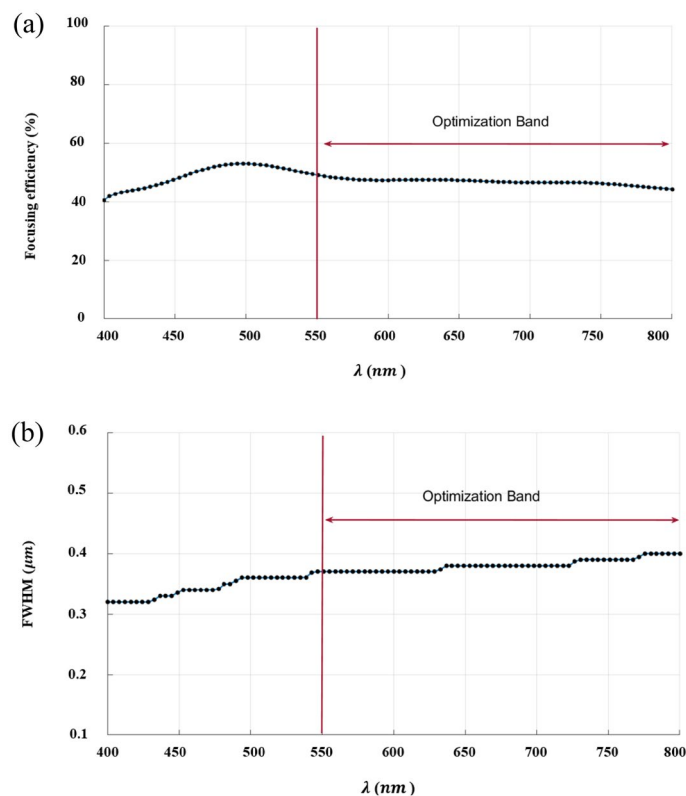 (a)
100
80
60
40
20
0
Focusing efficiency (%)
Optimization Band
400 450 500 550 600 650 700 750 800
λ (nm )
(b)
0.6
0.5
0.4
0.3
0.2
0.1
FWHM (μm)
Optimization Band
400 450 500 550 600 650 700 750 800
λ (nm )